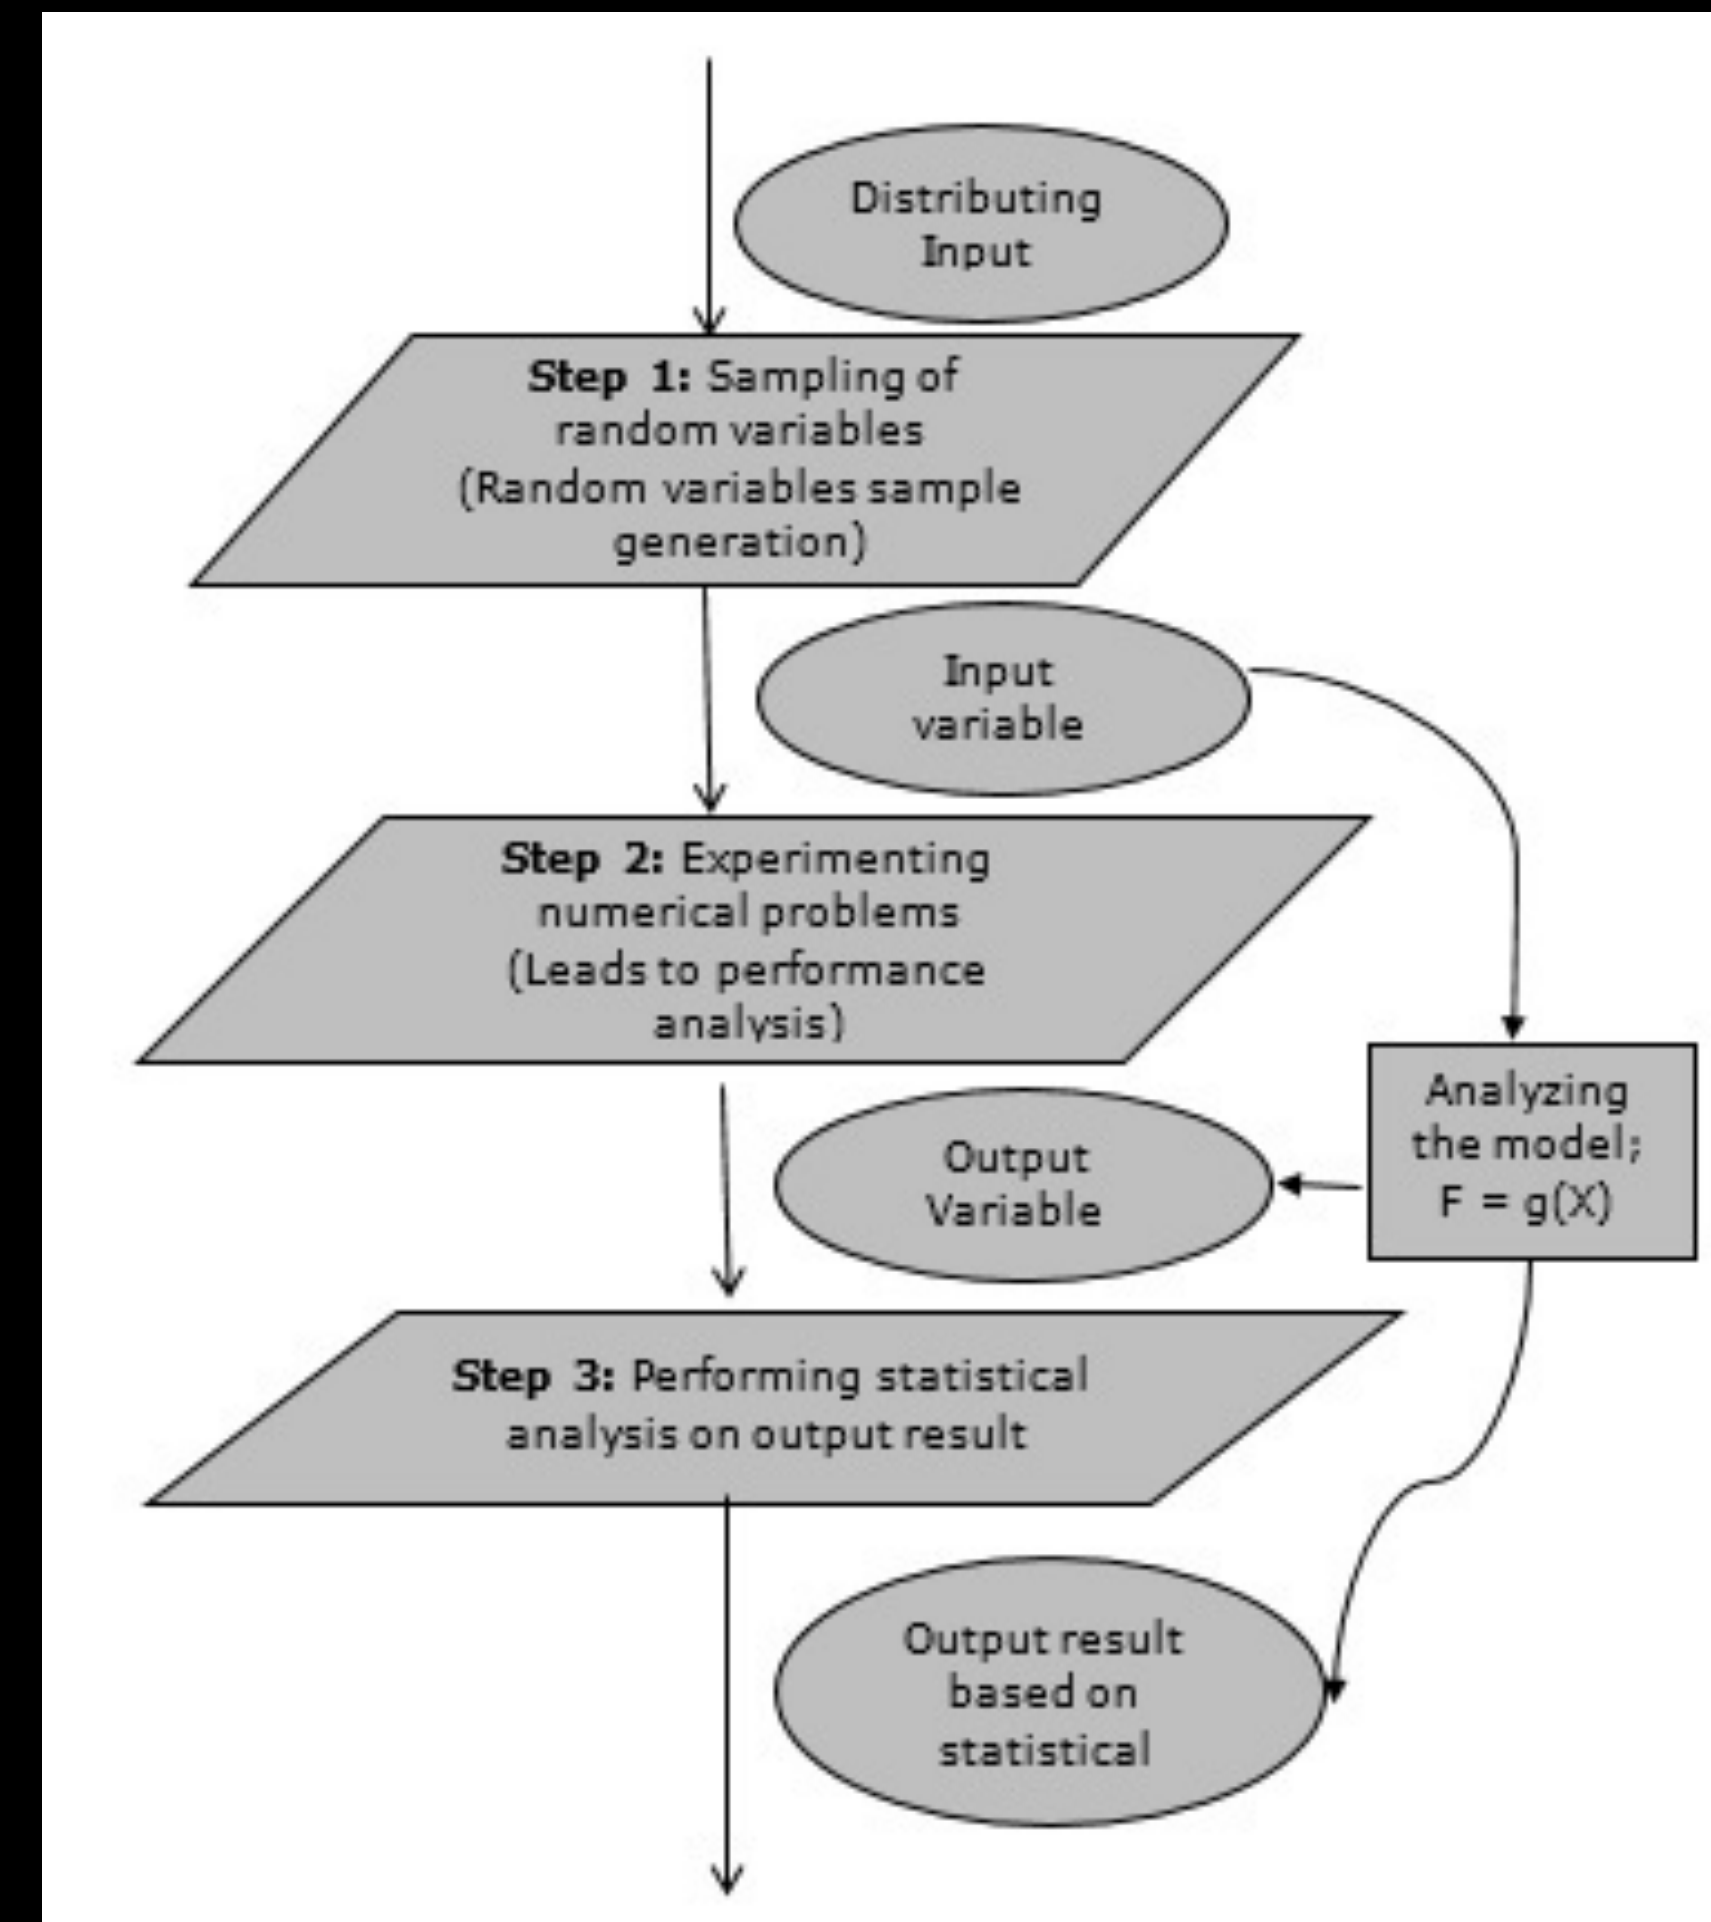 Distributing
Input
Step 1: Sampling of
random variables
(Random variables sample
generation)
Input
variable
Step 2: Experimenting
numerical problems
(Leads to performance
analysis)
Analyzing
the model;
F = g(X)
Output
Variable
Step 3: Performing statistical
analysis on output result
Output result
based on
statistical